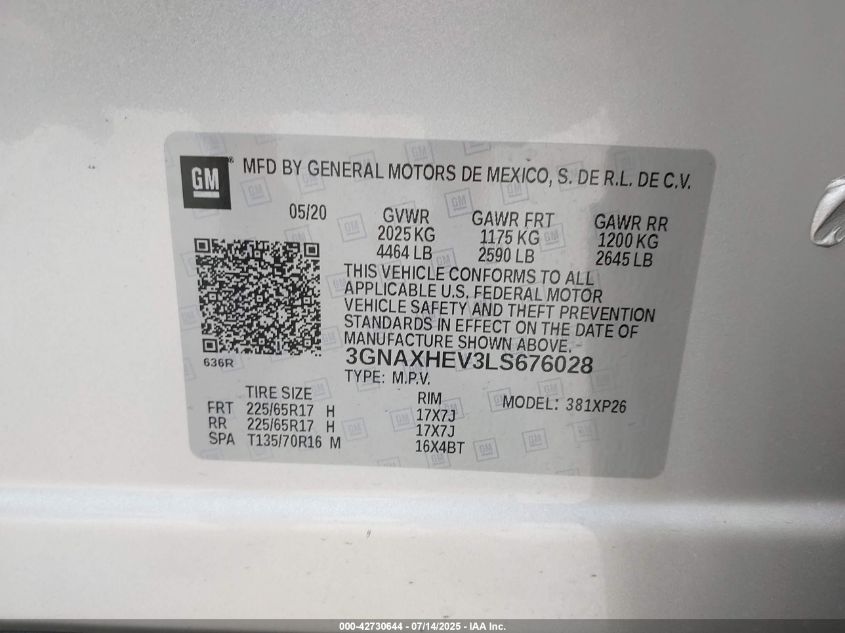 GM
MFD BY GENERAL MOTORS DE MEXICO, S. DE R.L. DE C.V.
05/20 GVWR GAWR FRT GAWR RR
2025 KG 1175 KG 1200 KG
4464 LB 2590 LB 2645 LB
THIS VEHICLE CONFORMS TO ALL
APPLICABLE U.S. FEDERAL MOTOR
VEHICLE SAFETY AND THEFT PREVENTION
STANDARDS IN EFFECT ON THE DATE OF
MANUFACTURE SHOWN ABOVE.
636R 3GNAXHEV3LS676028
TYPE: M.P.V.
TIRE SIZE RIM MODEL: 381XP26
FRT 225/65R17 H 17X7J
RR 225/65R17 H 17X7J
SPA T135/70R16 M 16X4BT
000-42730644 - 07/14/2025 - IAA Inc.